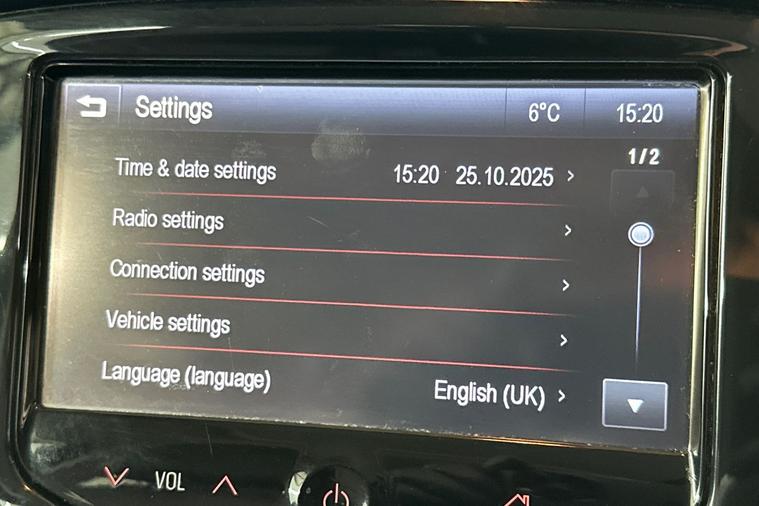 Settings 6°C 15:20
1/2
Time & date settings 15:20 25.10.2025 >
Radio settings >
Connection settings >
Vehicle settings >
Language (language) English (UK) >
VOL